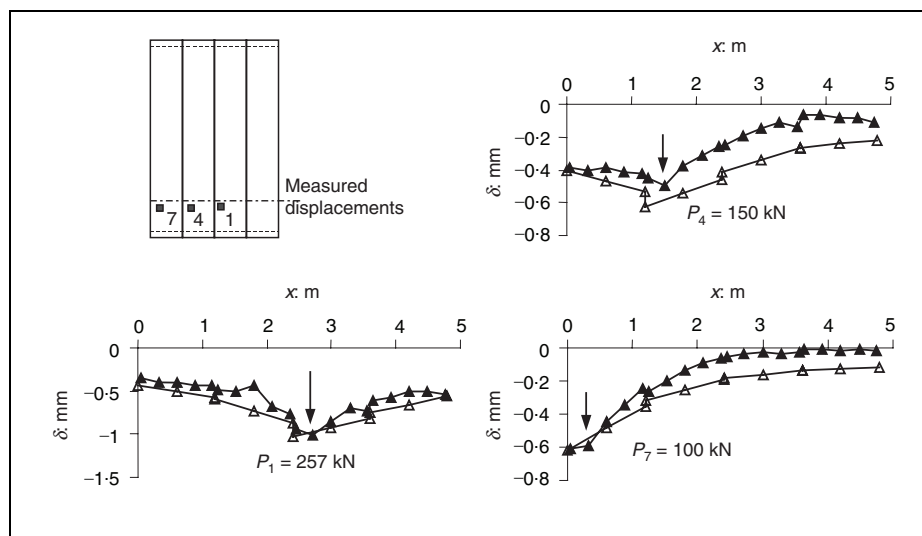 Measured
displacements
7 4 1
x: m
0 1 2 3 4 5
0
−0·2
−0·4
−0·6
−0·8
δ: mm
P4 = 150 kN
x: m
0 1 2 3 4 5
0
−0·5
−1
−1·5
δ: mm
P1 = 257 kN
x: m
0 1 2 3 4 5
0
−0·2
−0·4
−0·6
−0·8
δ: mm
P7 = 100 kN